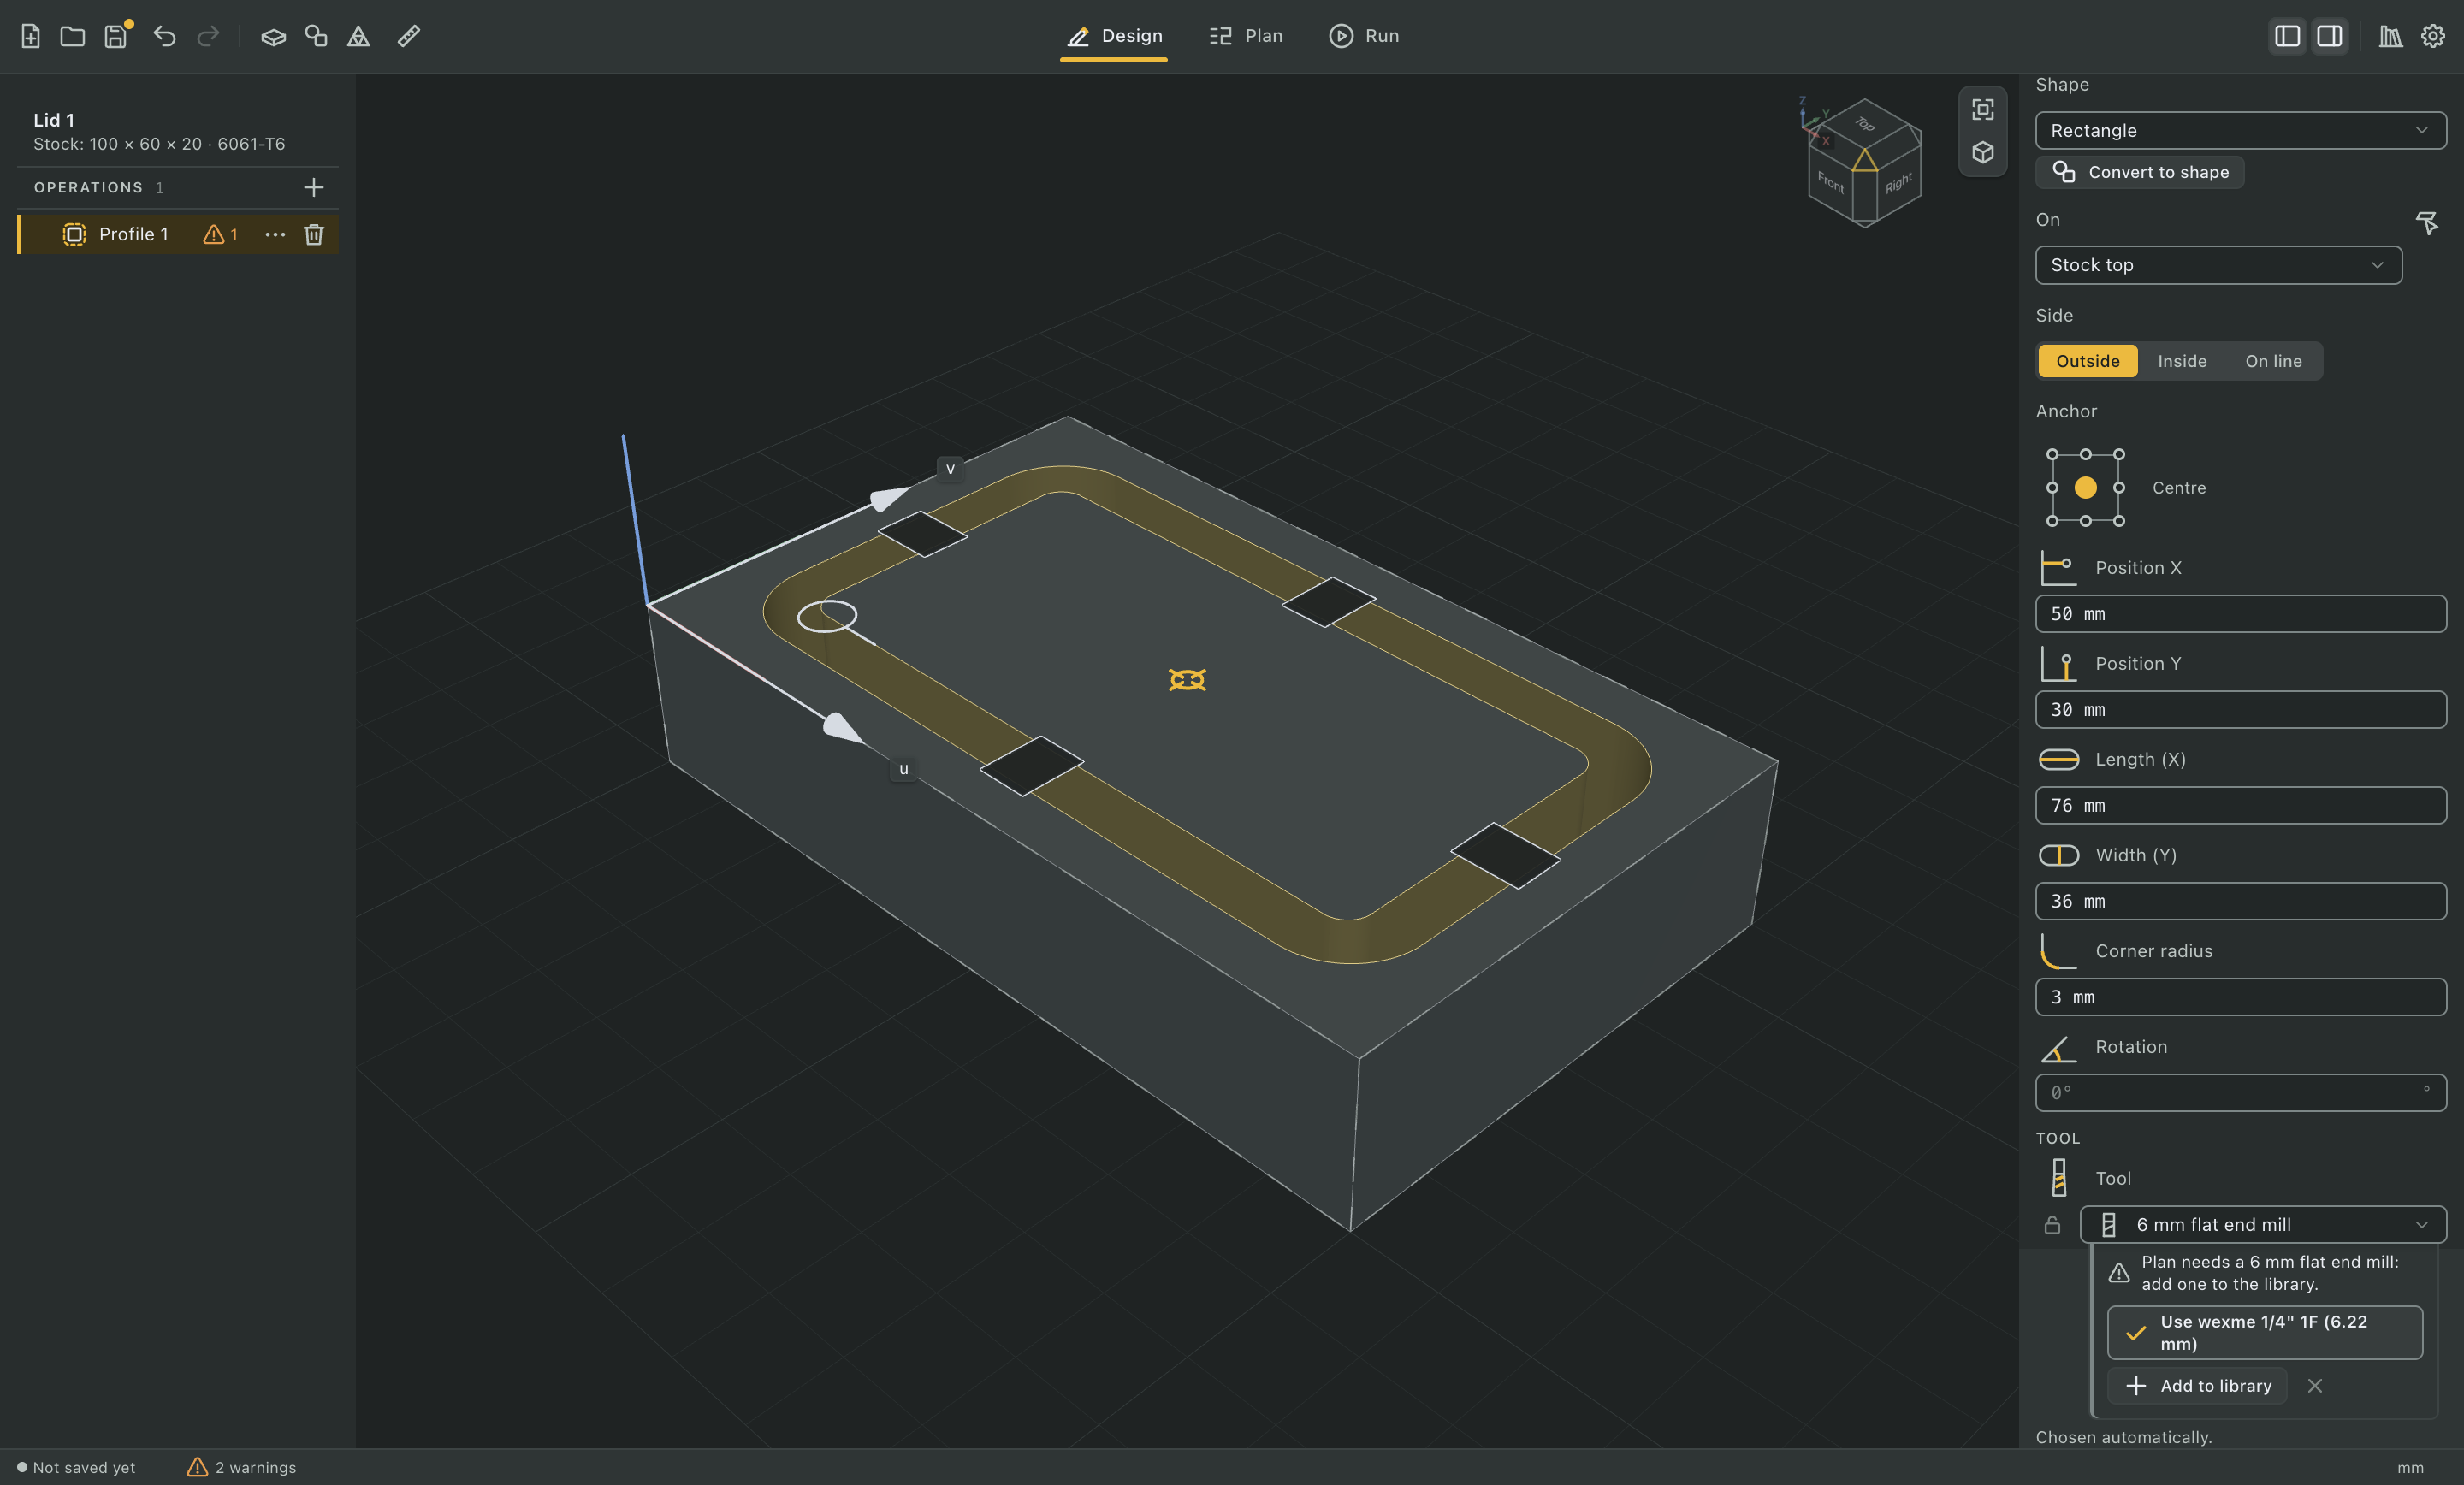 Design
Plan
Run
Lid 1
Stock: 100 × 60 × 20 · 6061-T6
OPERATIONS 1
Profile 1
1
Z
Y
X
Top
Front
Right
v
u
Shape
Rectangle
Convert to shape
On
Stock top
Side
Outside
Inside
On line
Anchor
Centre
Position X
50 mm
Position Y
30 mm
Length (X)
76 mm
Width (Y)
36 mm
Corner radius
3 mm
Rotation
0°
°
TOOL
Tool
6 mm flat end mill
Plan needs a 6 mm flat end mill:
add one to the library.
Use wexme 1/4" 1F (6.22
mm)
Add to library
Chosen automatically.
Not saved yet
2 warnings
mm